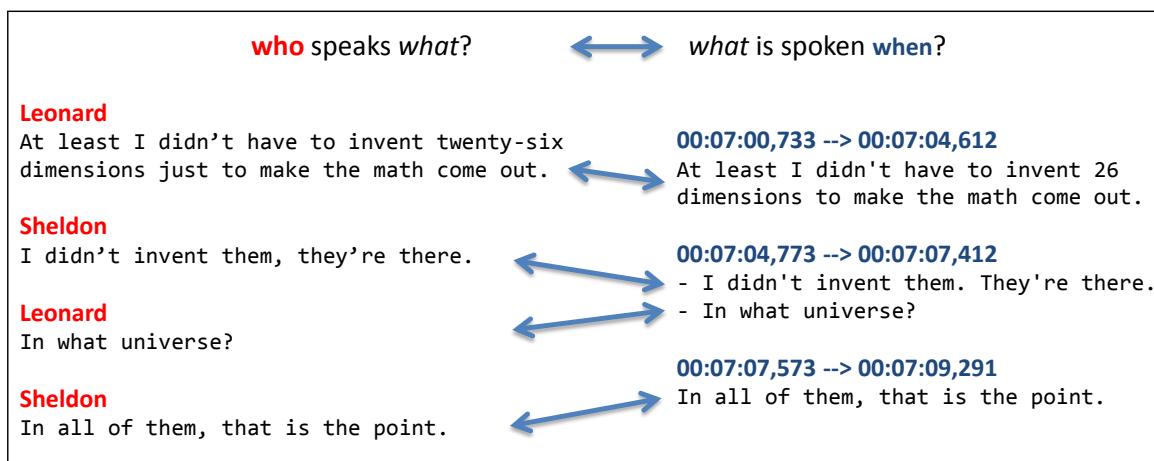 who speaks what?
what is spoken when?
Leonard
At least I didn’t have to invent twenty-six
dimensions just to make the math come out.
Sheldon
I didn’t invent them, they’re there.
Leonard
In what universe?
Sheldon
In all of them, that is the point.
00:07:00,733 --> 00:07:04,612
At least I didn't have to invent 26
dimensions to make the math come out.
00:07:04,773 --> 00:07:07,412
- I didn't invent them. They're there.
- In what universe?
00:07:07,573 --> 00:07:09,291
In all of them, that is the point.